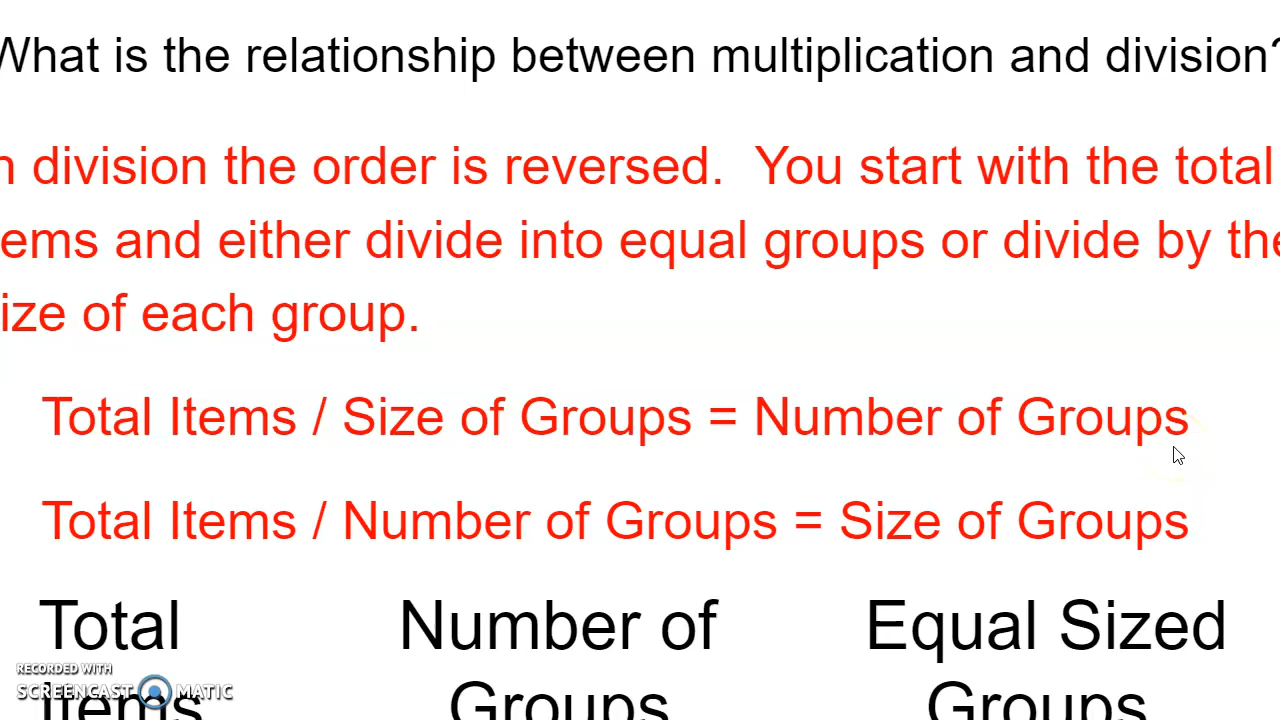 What is the relationship between multiplication and division?
n division the order is reversed. You start with the total
ems and either divide into equal groups or divide by the
ize of each group.
Total Items / Size of Groups = Number of Groups
Total Items / Number of Groups = Size of Groups
Total Number of Equal Sized
RECORDED WITH
SCREENCAST MATIC
Items Groups Groups